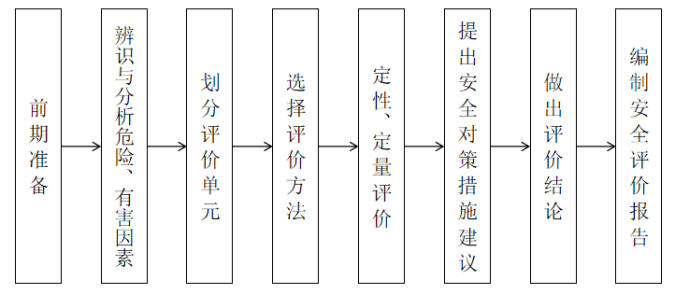 前期准备
辨识与分析危险、有害因素
划分评价单元
选择评价方法
定性、定量评价
提出安全对策措施建议
做出评价结论
编制安全评价报告